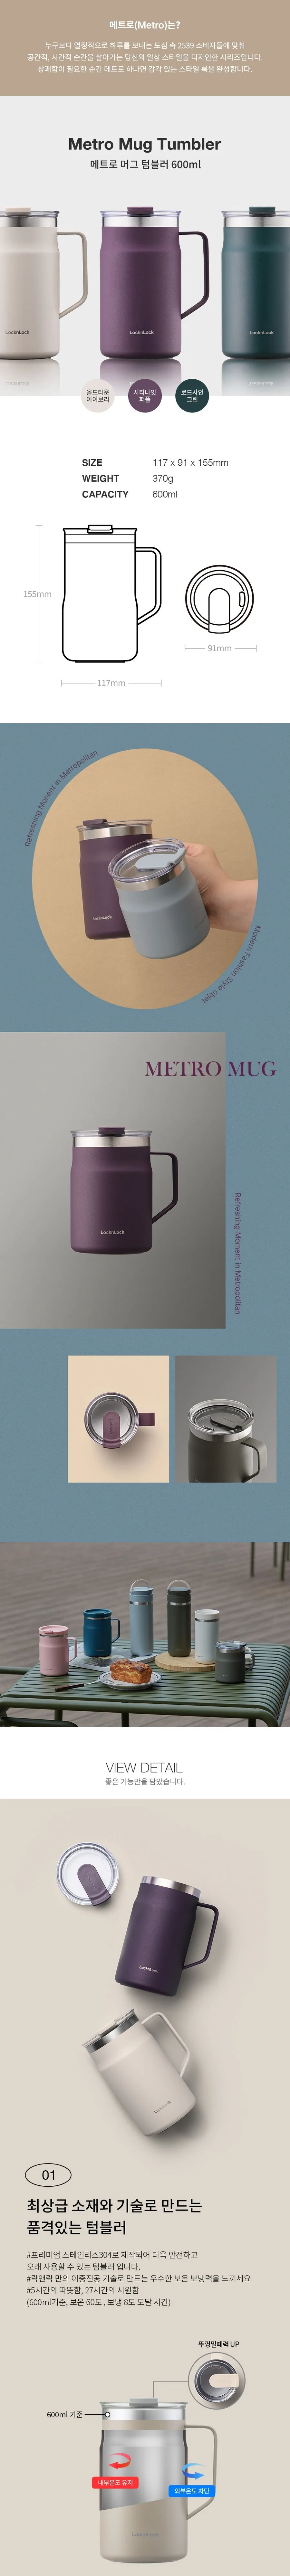 메트로(Metro)는?
누구보다 열정적으로 하루를 보내는 도심 속 2539 소비자들에 맞춰
공간적, 시간적 순간을 살아가는 당신의 일상 스타일을 디자인한 시리즈입니다.
상쾌함이 필요한 순간 메트로 하나면 감각 있는 스타일 룩을 완성합니다.
Metro Mug Tumbler
메트로 머그 텀블러 600ml
LocknLock
LocknLock
LocknLock
올드타운
아이보리
시티나잇
퍼플
로드사인
그린
SIZE 117 x 91 x 155mm
WEIGHT 370g
CAPACITY 600ml
155mm
91mm
117mm
Refreshing Moment in Metropolitan
LocknLock
Modern Fashion Style objet
METRO MUG
LocknLock
Refreshing Moment in Metropolitan
VIEW DETAIL
좋은 기능만을 담았습니다.
LocknLock
LocknLock
01
최상급 소재와 기술로 만드는
품격있는 텀블러
#프리미엄 스테인리스304로 제작되어 더욱 안전하고
오래 사용할 수 있는 텀블러 입니다.
#락앤락 만의 이중진공 기술로 만드는 우수한 보온 보냉력을 느끼세요
#5시간의 따뜻함, 27시간의 시원함
(600ml기준, 보온 60도 , 보냉 8도 도달 시간)
뚜껑밀폐력 UP
600ml 기준
내부온도 유지
외부온도 차단
LocknLock